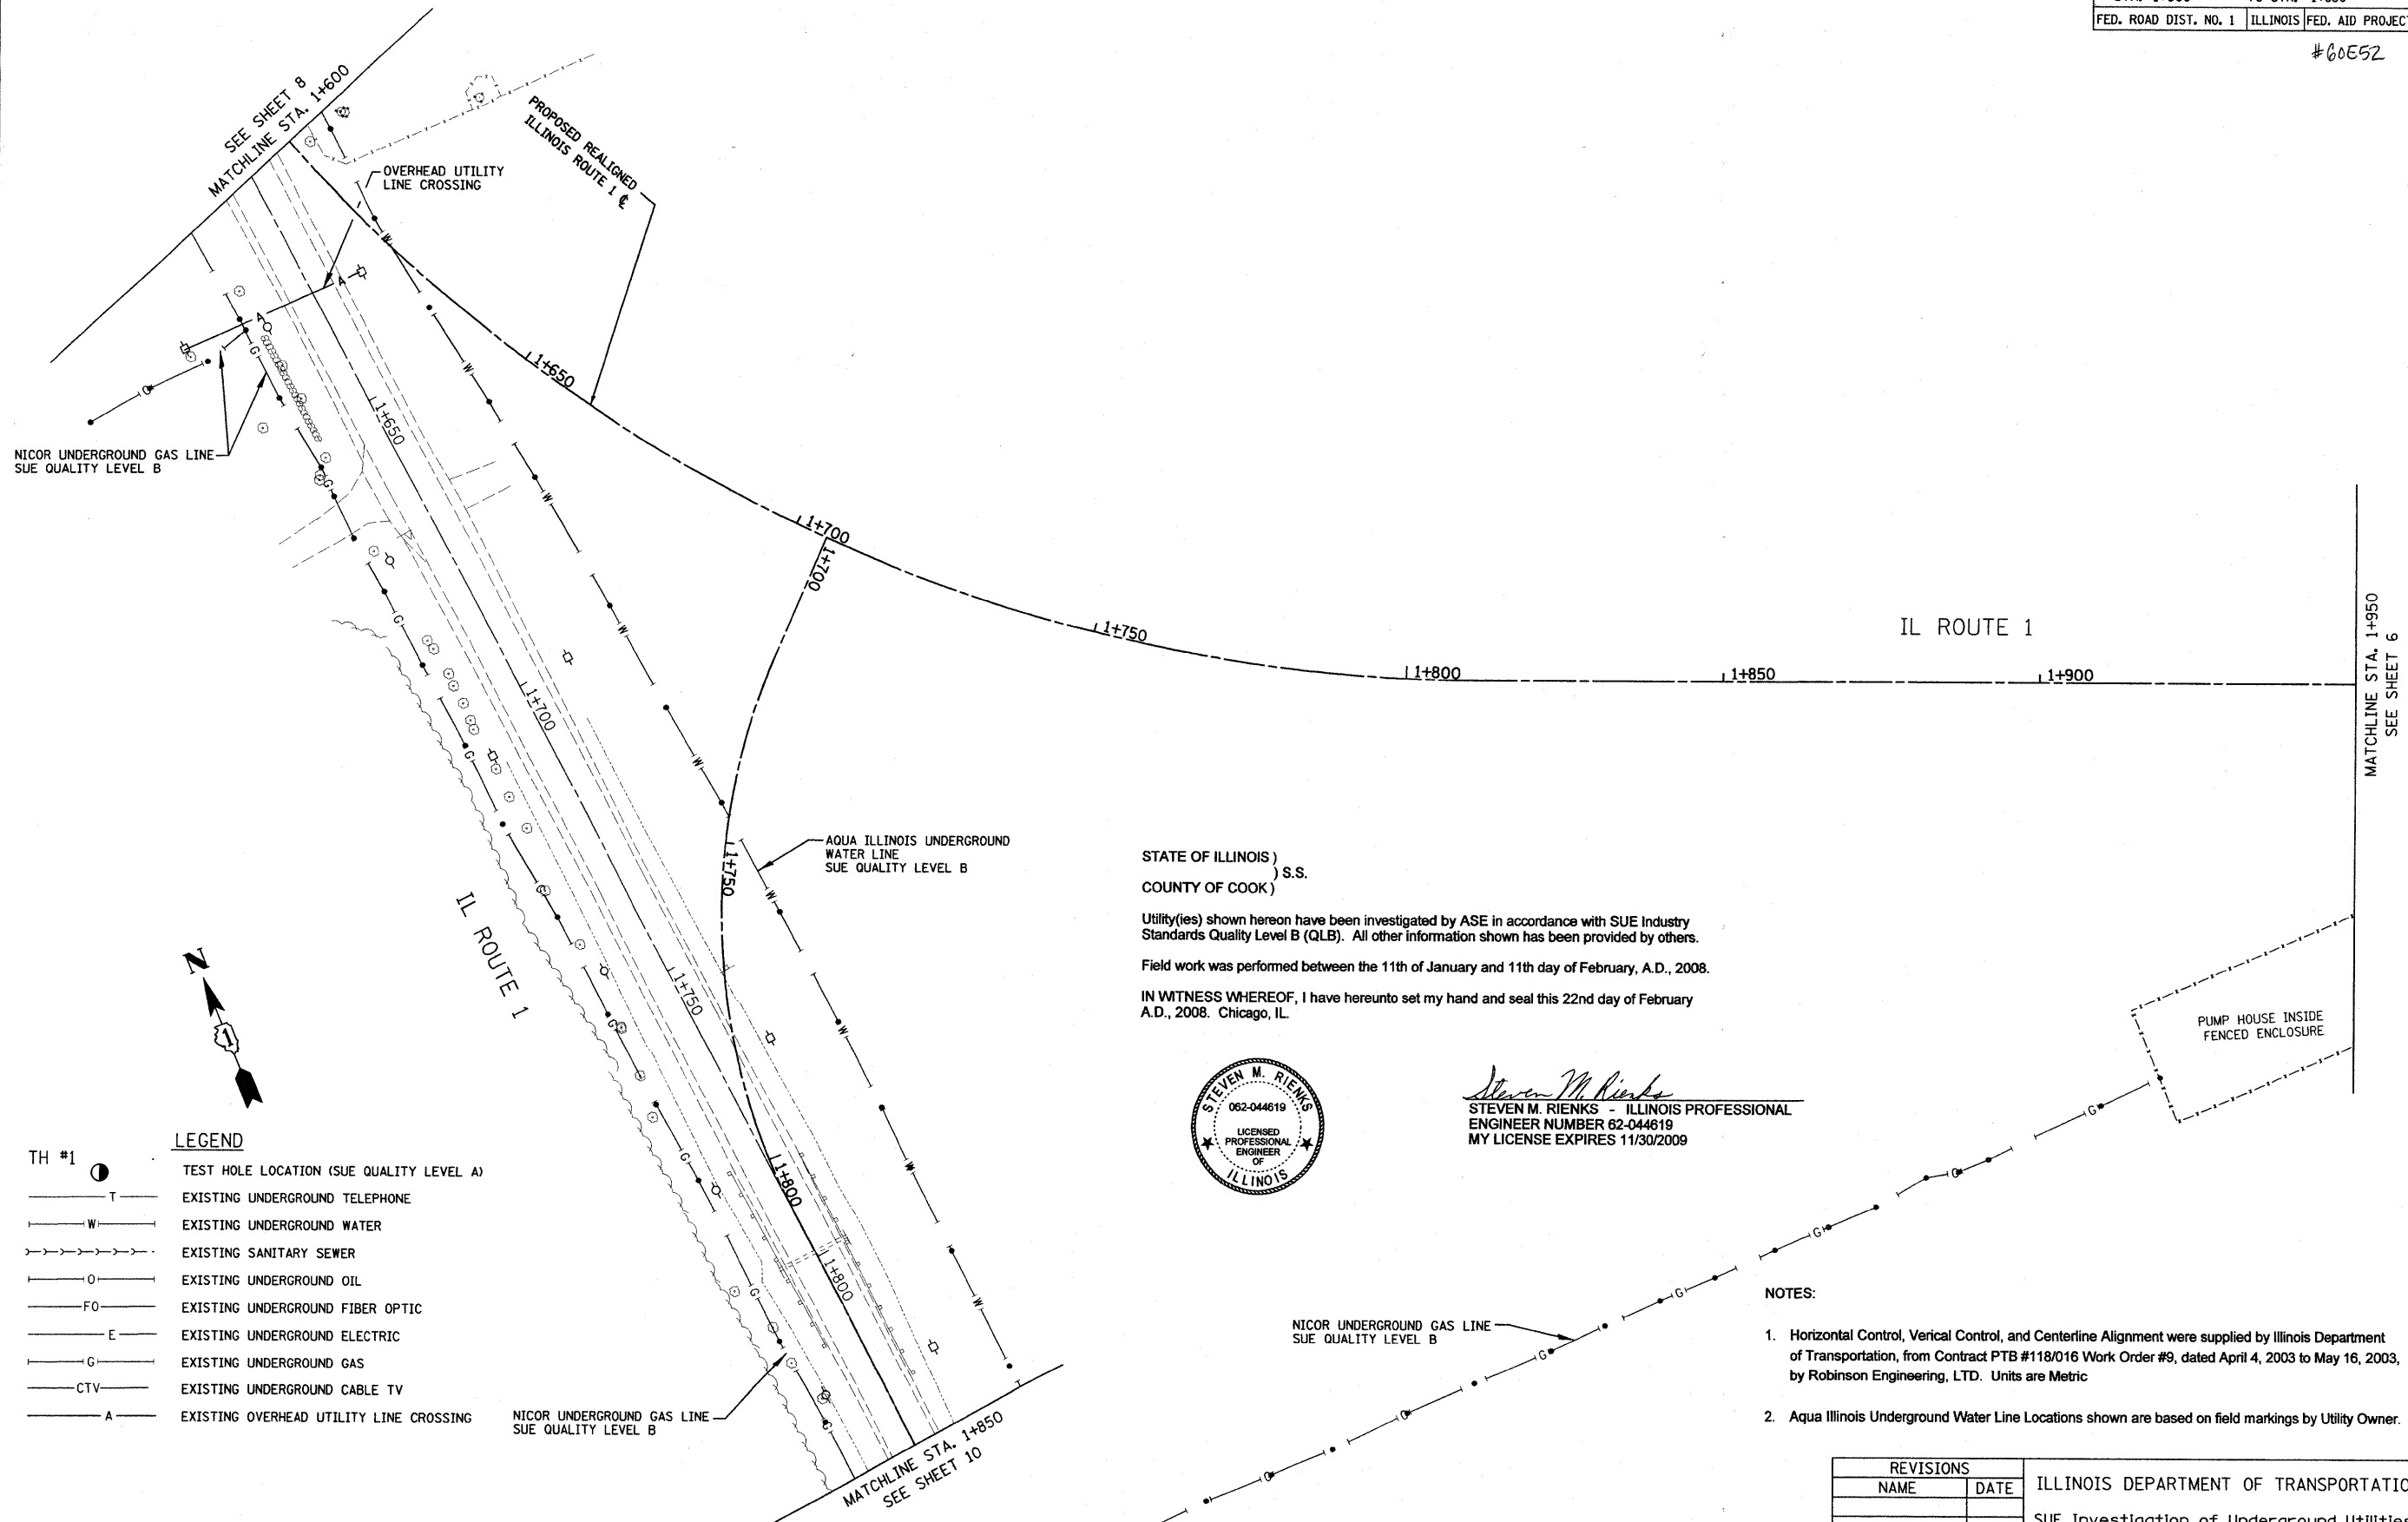 FED. ROAD DIST. NO. 1 ILLINOIS FED. AID PROJEC
#60E52
SEE SHEET 8
MATCHLINE STA. 1+600
OVERHEAD UTILITY
LINE CROSSING
PROPOSED REALIGNED
ILLINOIS ROUTE 1 ℄
W
A
A
G
G
NICOR UNDERGROUND GAS LINE
SUE QUALITY LEVEL B
1+650
1+650
W
W
G
1+700
1+700
G
W
1+750
IL ROUTE 1
1+800
1+850
1+900
MATCHLINE STA. 1+950
SEE SHEET 6
1+700
G
W
AQUA ILLINOIS UNDERGROUND
WATER LINE
SUE QUALITY LEVEL B
1+750
W
G
IL ROUTE 1
1+750
G
W
STATE OF ILLINOIS )
) S.S.
COUNTY OF COOK )
Utility(ies) shown hereon have been investigated by ASE in accordance with SUE Industry
Standards Quality Level B (QLB). All other information shown has been provided by others.
Field work was performed between the 11th of January and 11th day of February, A.D., 2008.
IN WITNESS WHEREOF, I have hereunto set my hand and seal this 22nd day of February
A.D., 2008. Chicago, IL.
PUMP HOUSE INSIDE
FENCED ENCLOSURE
N
1
STEVEN M. RIENKS
062-044619
LICENSED
PROFESSIONAL
ENGINEER
OF
ILLINOIS
Steven M. Rienks
STEVEN M. RIENKS - ILLINOIS PROFESSIONAL
ENGINEER NUMBER 62-044619
MY LICENSE EXPIRES 11/30/2009
G
W
1+800
1+800
G
W
G
G
G
G
G
G
G
G
NICOR UNDERGROUND GAS LINE
SUE QUALITY LEVEL B
LEGEND
TH #1
TEST HOLE LOCATION (SUE QUALITY LEVEL A)
T EXISTING UNDERGROUND TELEPHONE
W EXISTING UNDERGROUND WATER
EXISTING SANITARY SEWER
O EXISTING UNDERGROUND OIL
FO EXISTING UNDERGROUND FIBER OPTIC
E EXISTING UNDERGROUND ELECTRIC
G EXISTING UNDERGROUND GAS
CTV EXISTING UNDERGROUND CABLE TV
A EXISTING OVERHEAD UTILITY LINE CROSSING
NICOR UNDERGROUND GAS LINE
SUE QUALITY LEVEL B
MATCHLINE STA. 1+850
SEE SHEET 10
NOTES:
1. Horizontal Control, Verical Control, and Centerline Alignment were supplied by Illinois Department
of Transportation, from Contract PTB #118/016 Work Order #9, dated April 4, 2003 to May 16, 2003,
by Robinson Engineering, LTD. Units are Metric
2. Aqua Illinois Underground Water Line Locations shown are based on field markings by Utility Owner.
REVISIONS
NAME DATE
ILLINOIS DEPARTMENT OF TRANSPORTATIO
SUE Investigation of Underground Utilitie